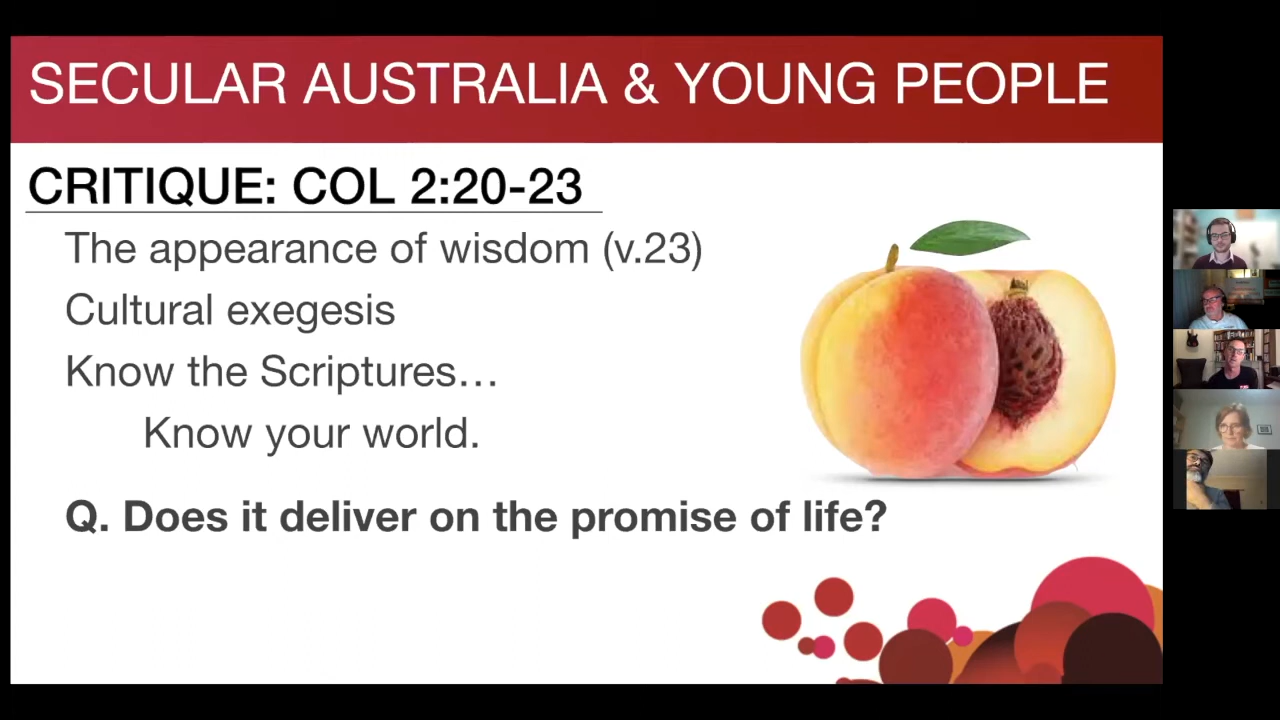 SECULAR AUSTRALIA & YOUNG PEOPLE
CRITIQUE: COL 2:20-23
The appearance of wisdom (v.23)
Cultural exegesis
Know the Scriptures…
Know your world.
Q. Does it deliver on the promise of life?